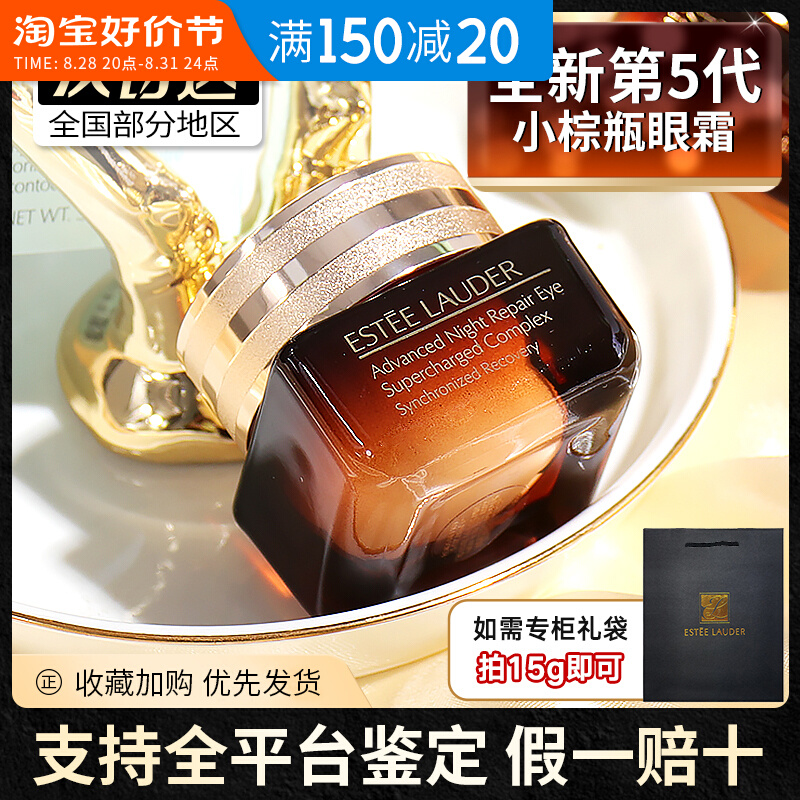 淘宝好价节
TIME: 8.28 20点-8.31 24点
满150减20
全国部分地区
全新第5代
小棕瓶眼霜
ESTĒE LAUDER
Advanced Night Repair Eye
Supercharged Complex
Synchronized Recovery
如需专柜礼袋
拍15g即可
ESTĒE LAUDER
正 收藏加购 优先发货
支持全平台鉴定 假一赔十